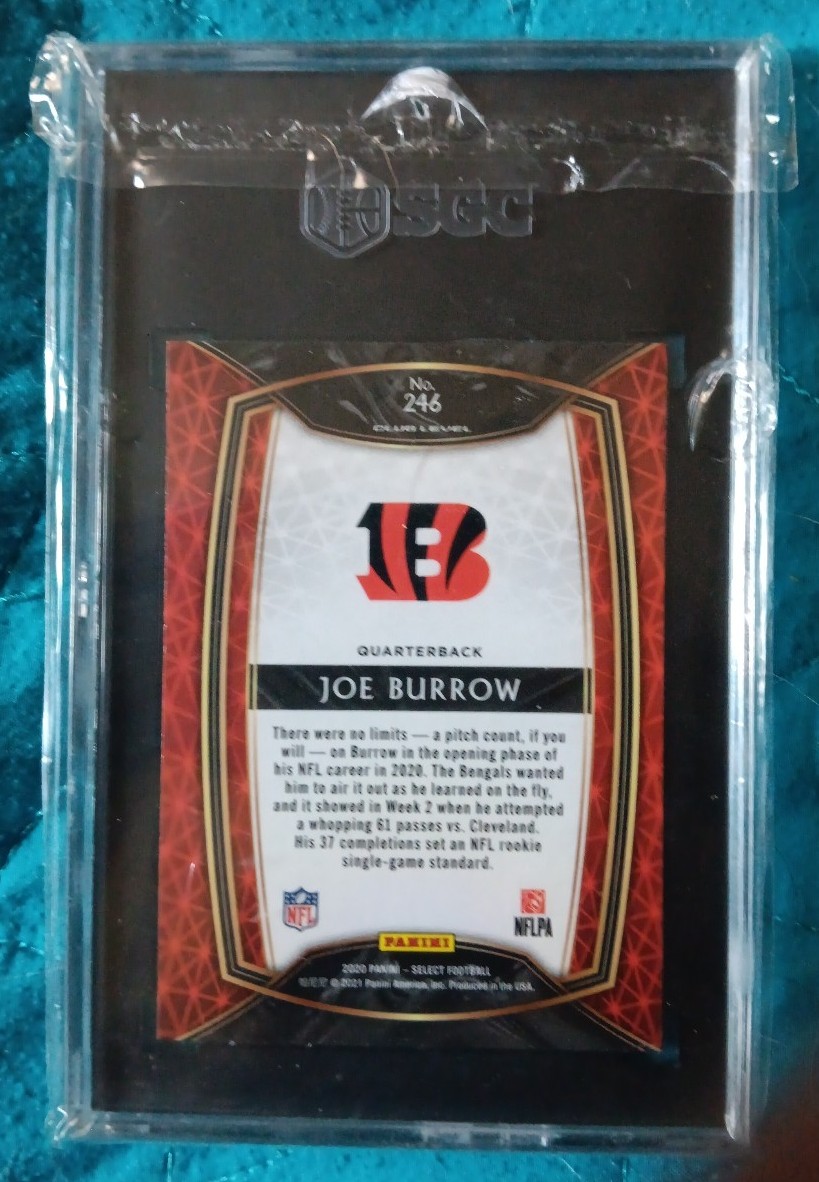 SGC
No.
246
CLUB LEVEL
B
QUARTERBACK
JOE BURROW
There were no limits — a pitch count, if you
will — on Burrow in the opening phase of
his NFL career in 2020. The Bengals wanted
him to air it out as he learned on the fly,
and it showed in Week 2 when he attempted
a whopping 61 passes vs. Cleveland.
His 37 completions set an NFL rookie
single-game standard.
NFL
NFLPA
PANINI
2020 PANINI – SELECT FOOTBALL
© 2021 Panini America, Inc. Produced in the USA.